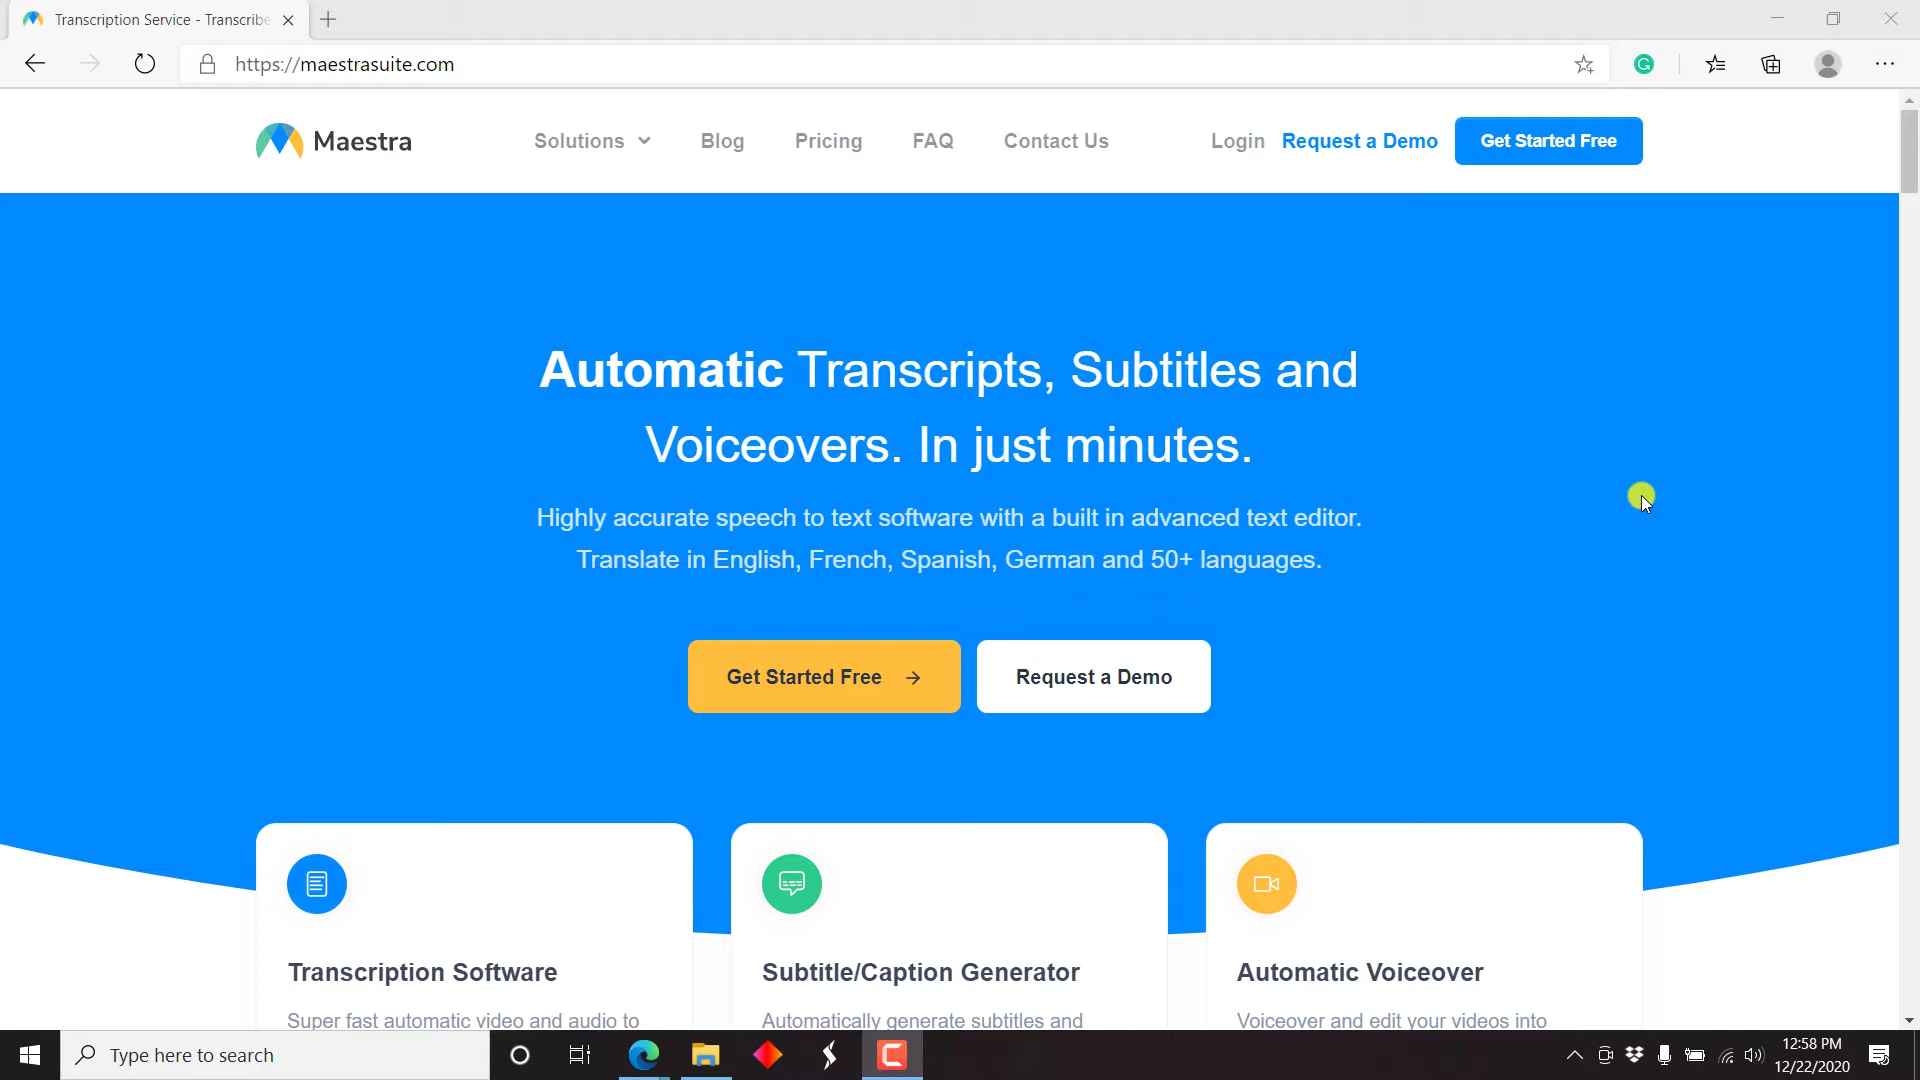 Transcription Service - Transcribe
https://maestrasuite.com
Maestra
Solutions
Blog
Pricing
FAQ
Contact Us
Login
Request a Demo
Get Started Free
Automatic Transcripts, Subtitles and
Voiceovers. In just minutes.
Highly accurate speech to text software with a built in advanced text editor.
Translate in English, French, Spanish, German and 50+ languages.
Get Started Free
Request a Demo
Transcription Software
Super fast automatic video and audio to
Subtitle/Caption Generator
Automatically generate subtitles and
Automatic Voiceover
Voiceover and edit your videos into
Type here to search
12:58 PM
12/22/2020